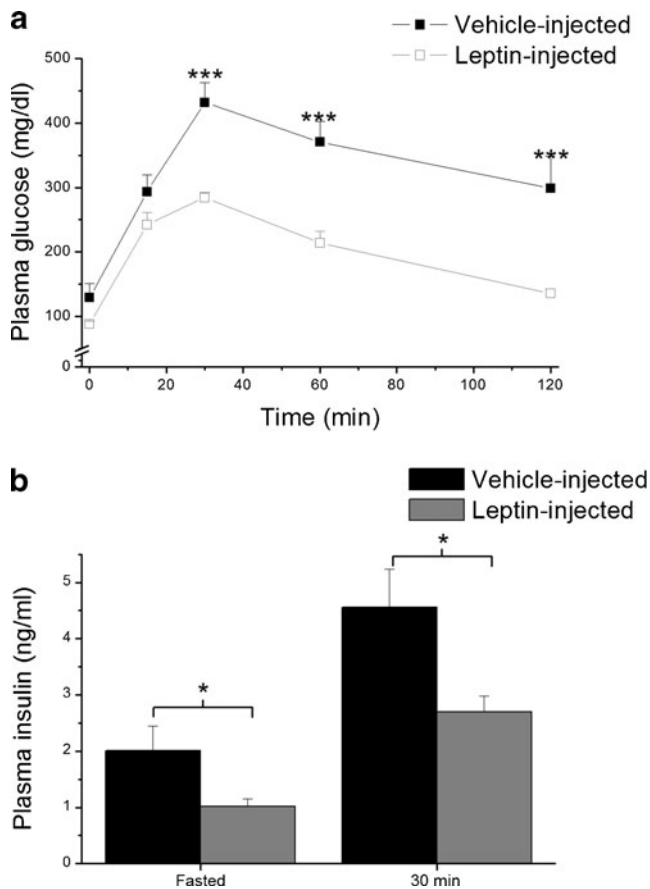 a
Vehicle-injected
Leptin-injected
Plasma glucose (mg/dl)
500
400
300
200
100
0
***
***
***
0 20 40 60 80 100 120
Time (min)
b
Vehicle-injected
Leptin-injected
Plasma insulin (ng/ml)
5
4
3
2
1
0
*
*
Fasted 30 min